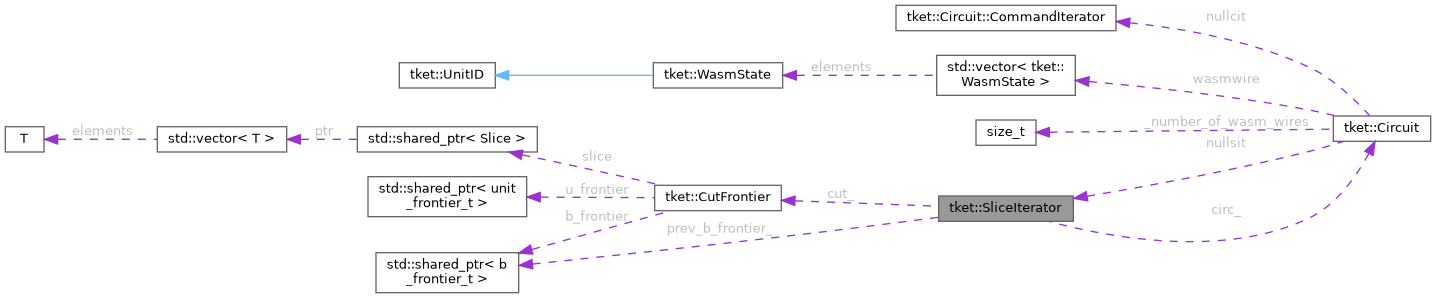 tket::Circuit::CommandIterator
nullcit
tket::UnitID
tket::WasmState
elements
std::vector< tket::
WasmState >
wasmwire
T
elements
std::vector< T >
ptr
std::shared_ptr< Slice >
size_t
_number_of_wasm_wires
tket::Circuit
nullsit
slice
std::shared_ptr< unit
_frontier_t >
u_frontier
tket::CutFrontier
cut_
tket::SliceIterator
circ_
b_frontier
prev_b_frontier_
std::shared_ptr< b
_frontier_t >